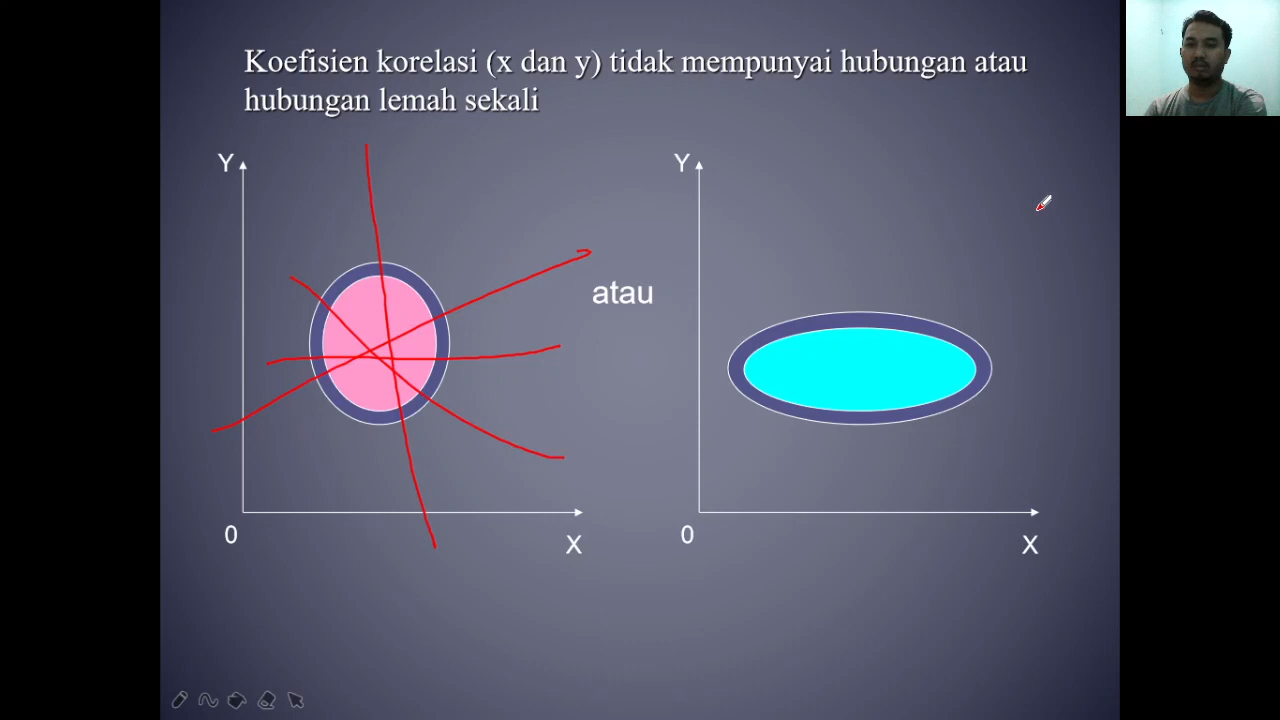 Koefisien korelasi (x dan y) tidak mempunyai hubungan atau
hubungan lemah sekali
Y
atau
0
X
Y
0
X